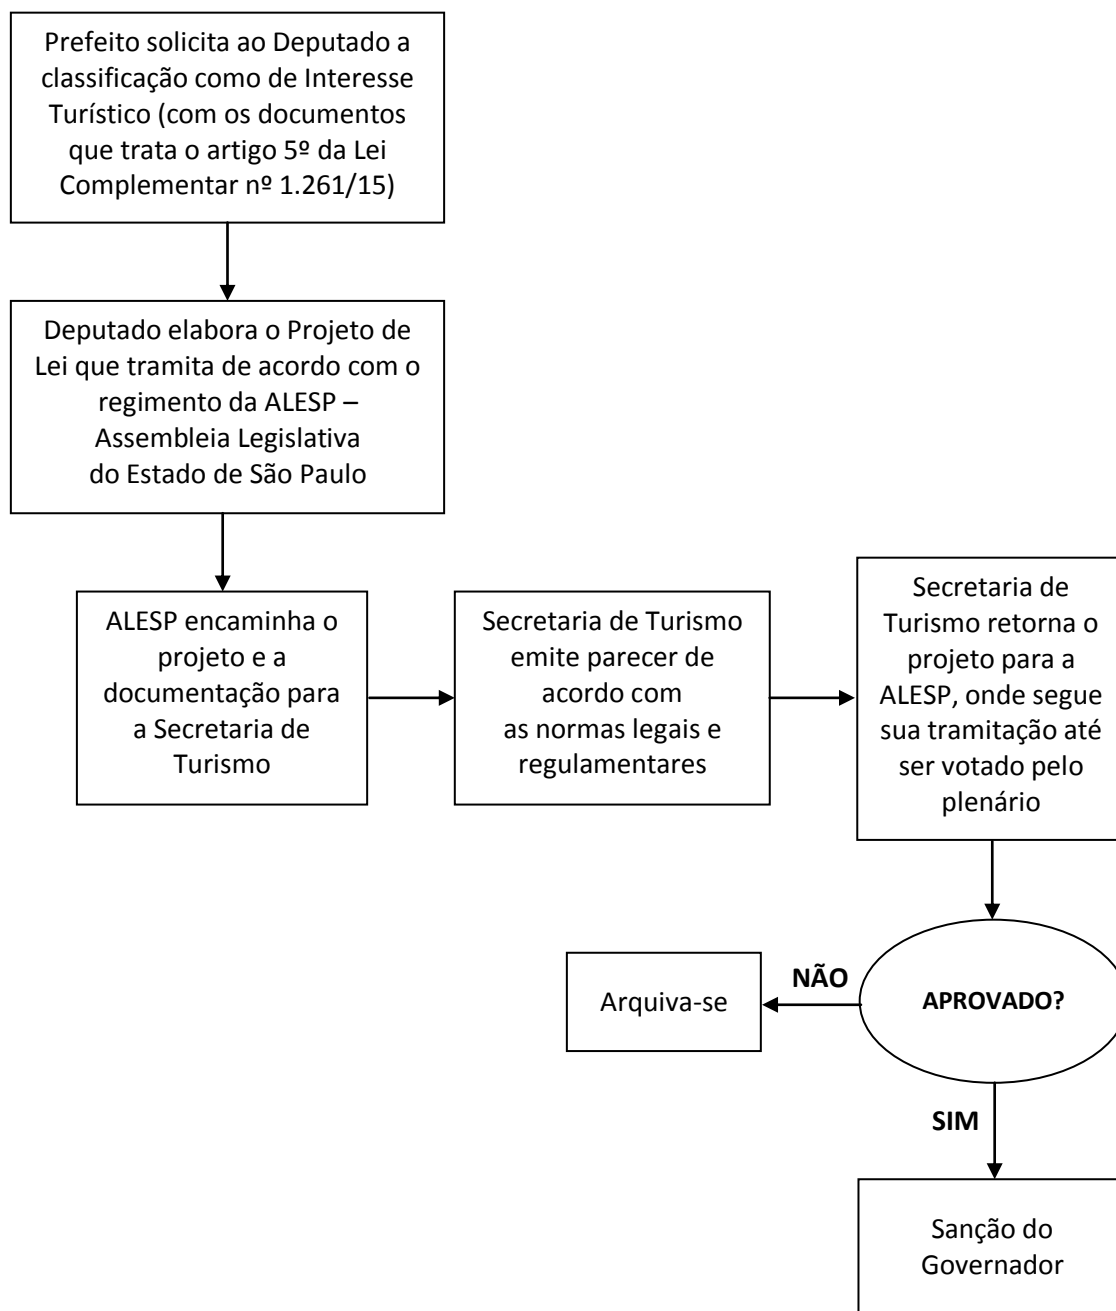 Prefeito solicita ao Deputado a
classificação como de Interesse
Turístico (com os documentos
que trata o artigo 5º da Lei
Complementar nº 1.261/15)
Deputado elabora o Projeto de
Lei que tramita de acordo com o
regimento da ALESP –
Assembleia Legislativa
do Estado de São Paulo
ALESP encaminha o
projeto e a
documentação para
a Secretaria de
Turismo
Secretaria de Turismo
emite parecer de
acordo com
as normas legais e
regulamentares
Secretaria de
Turismo retorna o
projeto para a
ALESP, onde segue
sua tramitação até
ser votado pelo
plenário
APROVADO?
NÃO
Arquiva-se
SIM
Sanção do
Governador